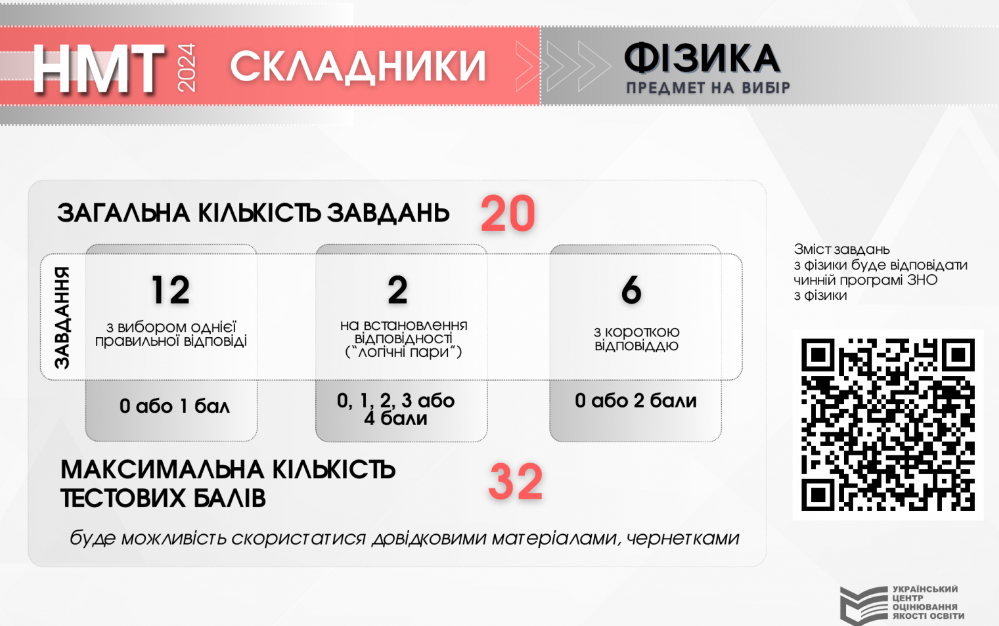 НМТ 2024 СКЛАДНИКИ
ФІЗИКА
ПРЕДМЕТ НА ВИБІР
ЗАГАЛЬНА КІЛЬКІСТЬ ЗАВДАНЬ 20
ЗАВДАННЯ
12
з вибором однієї
правильної відповіді
0 або 1 бал
2
на встановлення
відповідності
("логічні пари")
0, 1, 2, 3 або
4 бали
6
з короткою
відповіддю
0 або 2 бали
МАКСИМАЛЬНА КІЛЬКІСТЬ
ТЕСТОВИХ БАЛІВ
32
буде можливість скористатися довідковими матеріалами, чернетками
Зміст завдань
з фізики буде відповідати
чинній програмі ЗНО
з фізики
УКРАЇНСЬКИЙ
ЦЕНТР
ОЦІНЮВАННЯ
ЯКОСТІ ОСВІТИ